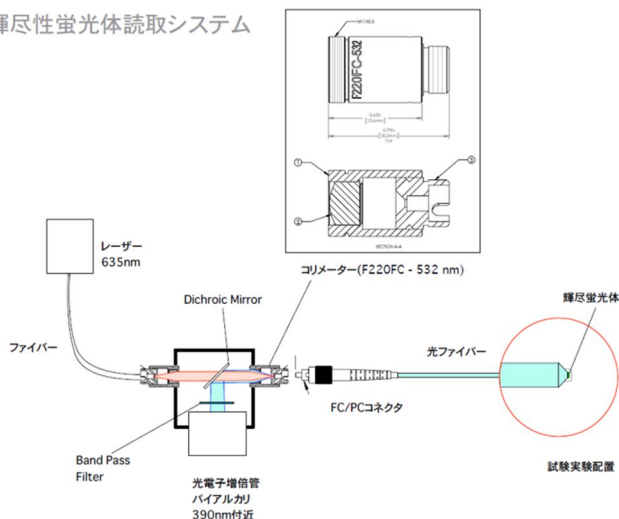 輝尽性蛍光体読取システム
M11x0.5
F220FC-532
SECTION A-A
レーザー
635nm
コリメーター(F220FC - 532 nm)
Dichroic Mirror
輝尽蛍光体
ファイバー
光ファイバー
FC/PCコネクタ
Band Pass
Filter
光電子増倍管
バイアルカリ
390nm付近
試験実験配置